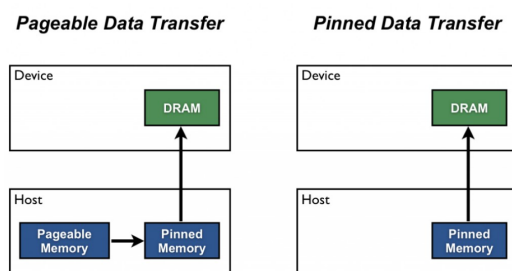 Pageable Data Transfer
Device
DRAM
Host
Pageable
Memory
Pinned
Memory
Pinned Data Transfer
Device
DRAM
Host
Pinned
Memory